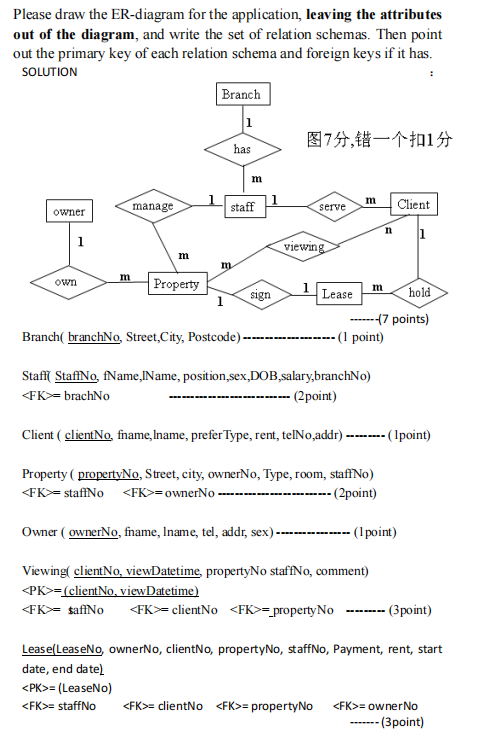 Please draw the ER-diagram for the application, leaving the attributes
out of the diagram, and write the set of relation schemas. Then point
out the primary key of each relation schema and foreign keys if it has.
SOLUTION :
Branch
1
has
图7分,错一个扣1分
m
manage 1 staff 1 serve m Client
owner
1
m
m
viewing
n
1
own m Property
1 sign 1 Lease m hold
-------(7 points)
Branch( branchNo, Street,City, Postcode)--------------------- (1 point)
Staff( StaffNo, fName,lName, position,sex,DOB,salary,branchNo)
<FK>= brachNo ---------------------------- (2point)
Client ( clientNo, fname,lname, preferType, rent, telNo,addr) --------- (1point)
Property ( propertyNo, Street, city, ownerNo, Type, room, staffNo)
<FK>= staffNo <FK>= ownerNo -------------------------- (2point)
Owner ( ownerNo, fname, lname, tel, addr, sex)----------------- (1point)
Viewing( clientNo, viewDatetime, propertyNo staffNo, comment)
<PK>= (clientNo, viewDatetime)
<FK>= saffNo <FK>= clientNo <FK>= propertyNo --------- (3point)
Lease(LeaseNo, ownerNo, clientNo, propertyNo, staffNo, Payment, rent, start
date, end date)
<PK>= (LeaseNo)
<FK>= staffNo <FK>= clientNo <FK>= propertyNo <FK>= ownerNo
-------(3point)